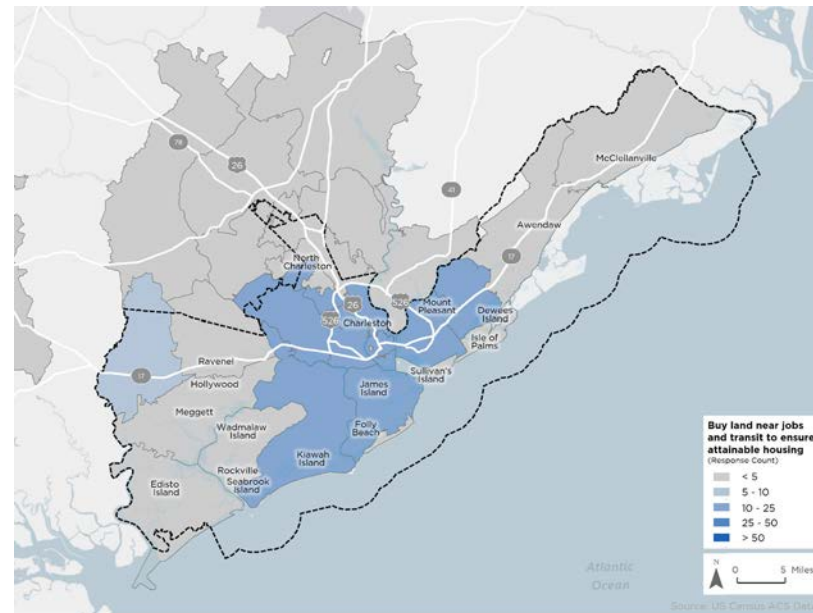 78
26
41
McClellanville
Awendaw
17
North
Charleston
526
Mount
Pleasant
26
526
Charleston
Dewees
Island
Isle of
Palms
Ravenel
Sullivan's
Island
17
Hollywood
James
Island
Meggett
Wadmalaw
Island
Folly
Beach
Kiawah
Island
Rockville
Seabrook
Island
Edisto
Island
Buy land near jobs
and transit to ensure
attainable housing
(Response Count)
< 5
5 - 10
10 - 25
25 - 50
> 50
N
0 5 Miles
Atlantic
Ocean
Source: US Census ACS Data